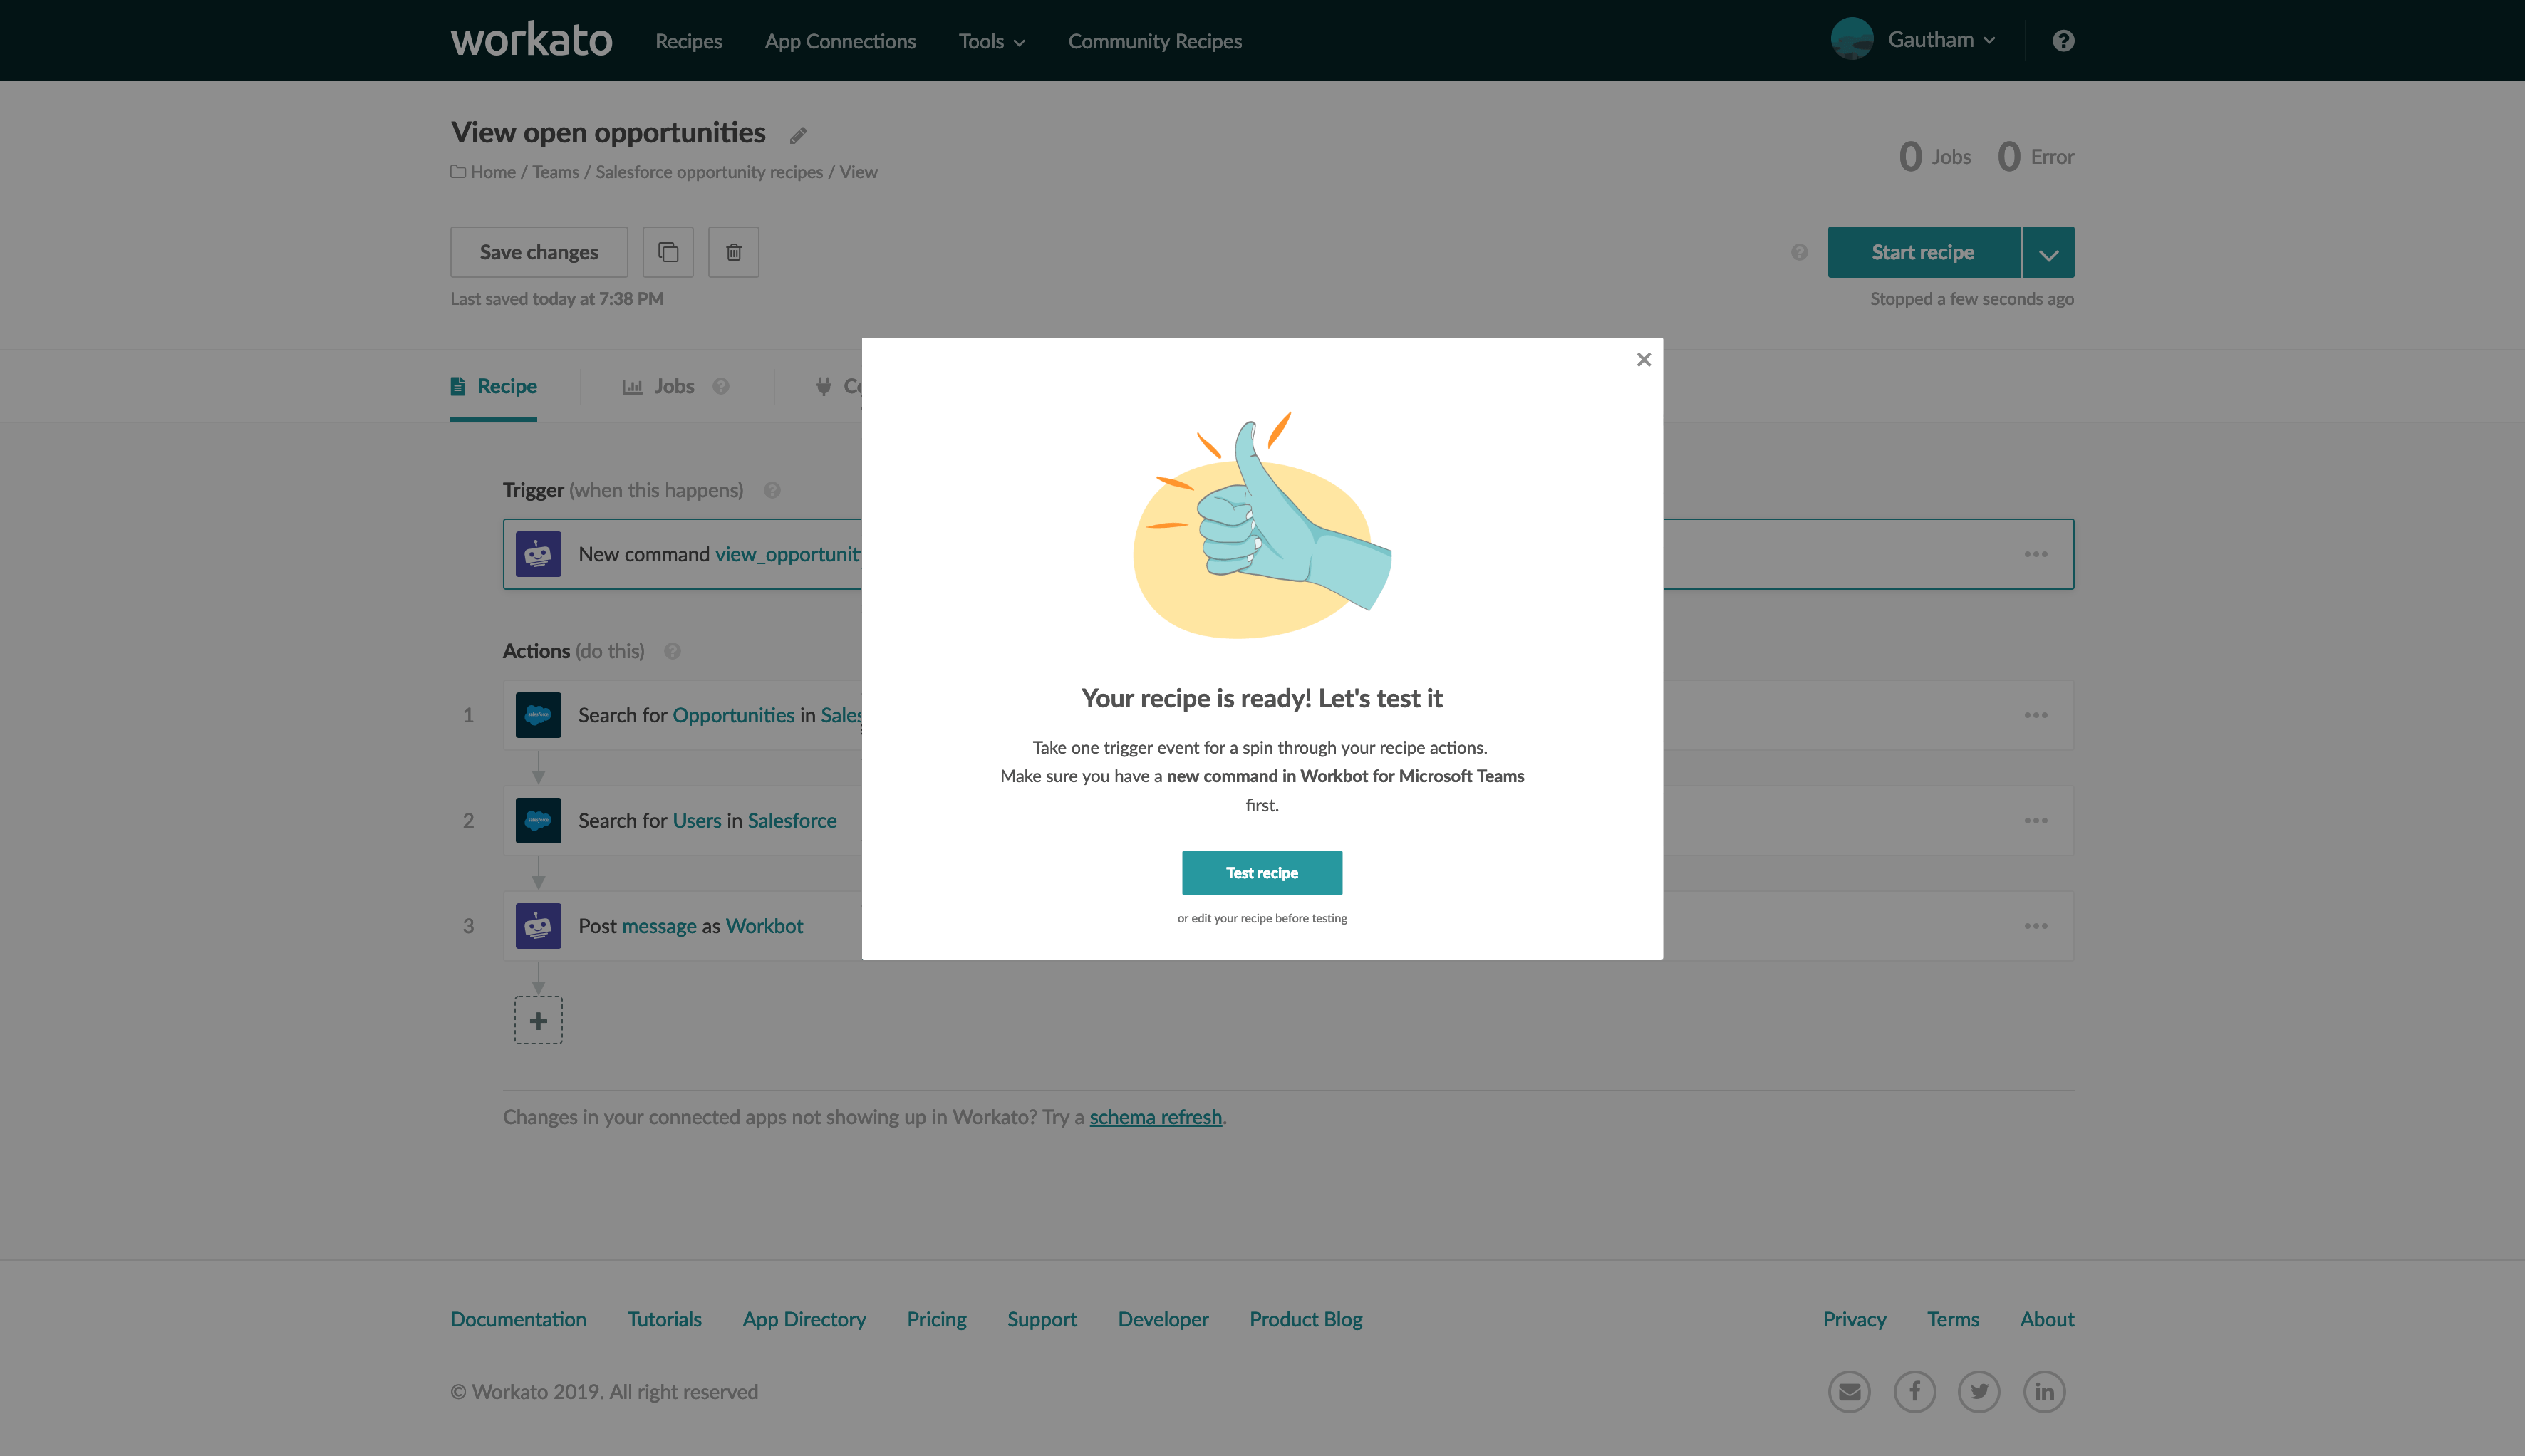 workato
Recipes
App Connections
Tools
Community Recipes
Gautham
View open opportunities
Home / Teams / Salesforce opportunity recipes / View
0 Jobs
0 Error
Save changes
Start recipe
Last saved today at 7:38 PM
Stopped a few seconds ago
Recipe
Jobs
Your recipe is ready! Let's test it
Take one trigger event for a spin through your recipe actions.
Make sure you have a new command in Workbot for Microsoft Teams
first.
Test recipe
or edit your recipe before testing
Trigger (when this happens)
New command view_opportunit
Actions (do this)
1
Search for Opportunities in Sales
2
Search for Users in Salesforce
3
Post message as Workbot
Changes in your connected apps not showing up in Workato? Try a schema refresh.
Documentation
Tutorials
App Directory
Pricing
Support
Developer
Product Blog
Privacy
Terms
About
© Workato 2019. All right reserved